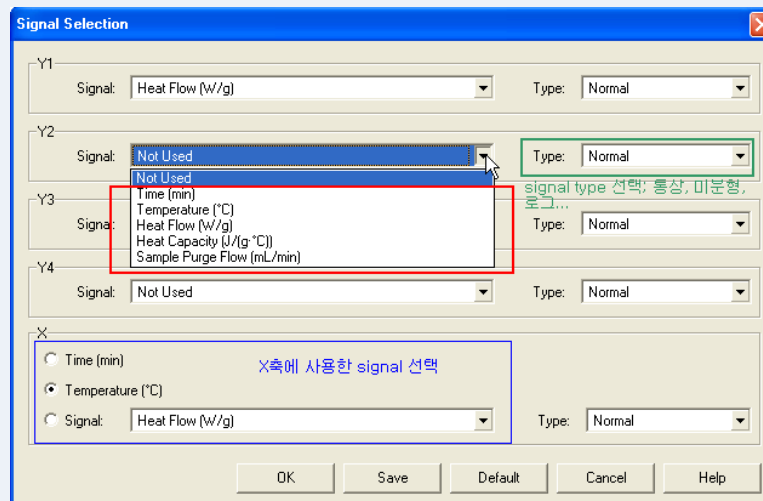 Signal Selection
Y1
Signal: Heat Flow (W/g) Type: Normal
Y2
Signal: Not Used Type: Normal
Not Used
Time (min)
Temperature (°C)
Heat Flow (W/g)
Heat Capacity (J/(g·°C))
Sample Purge Flow (mL/min)
signal type 선택; 통상, 미분형,
로그...
Y3
Signal: Type: Normal
Y4
Signal: Not Used Type: Normal
X
Time (min)
X축에 사용한 signal 선택
Temperature (°C)
Signal: Heat Flow (W/g) Type: Normal
OK Save Default Cancel Help